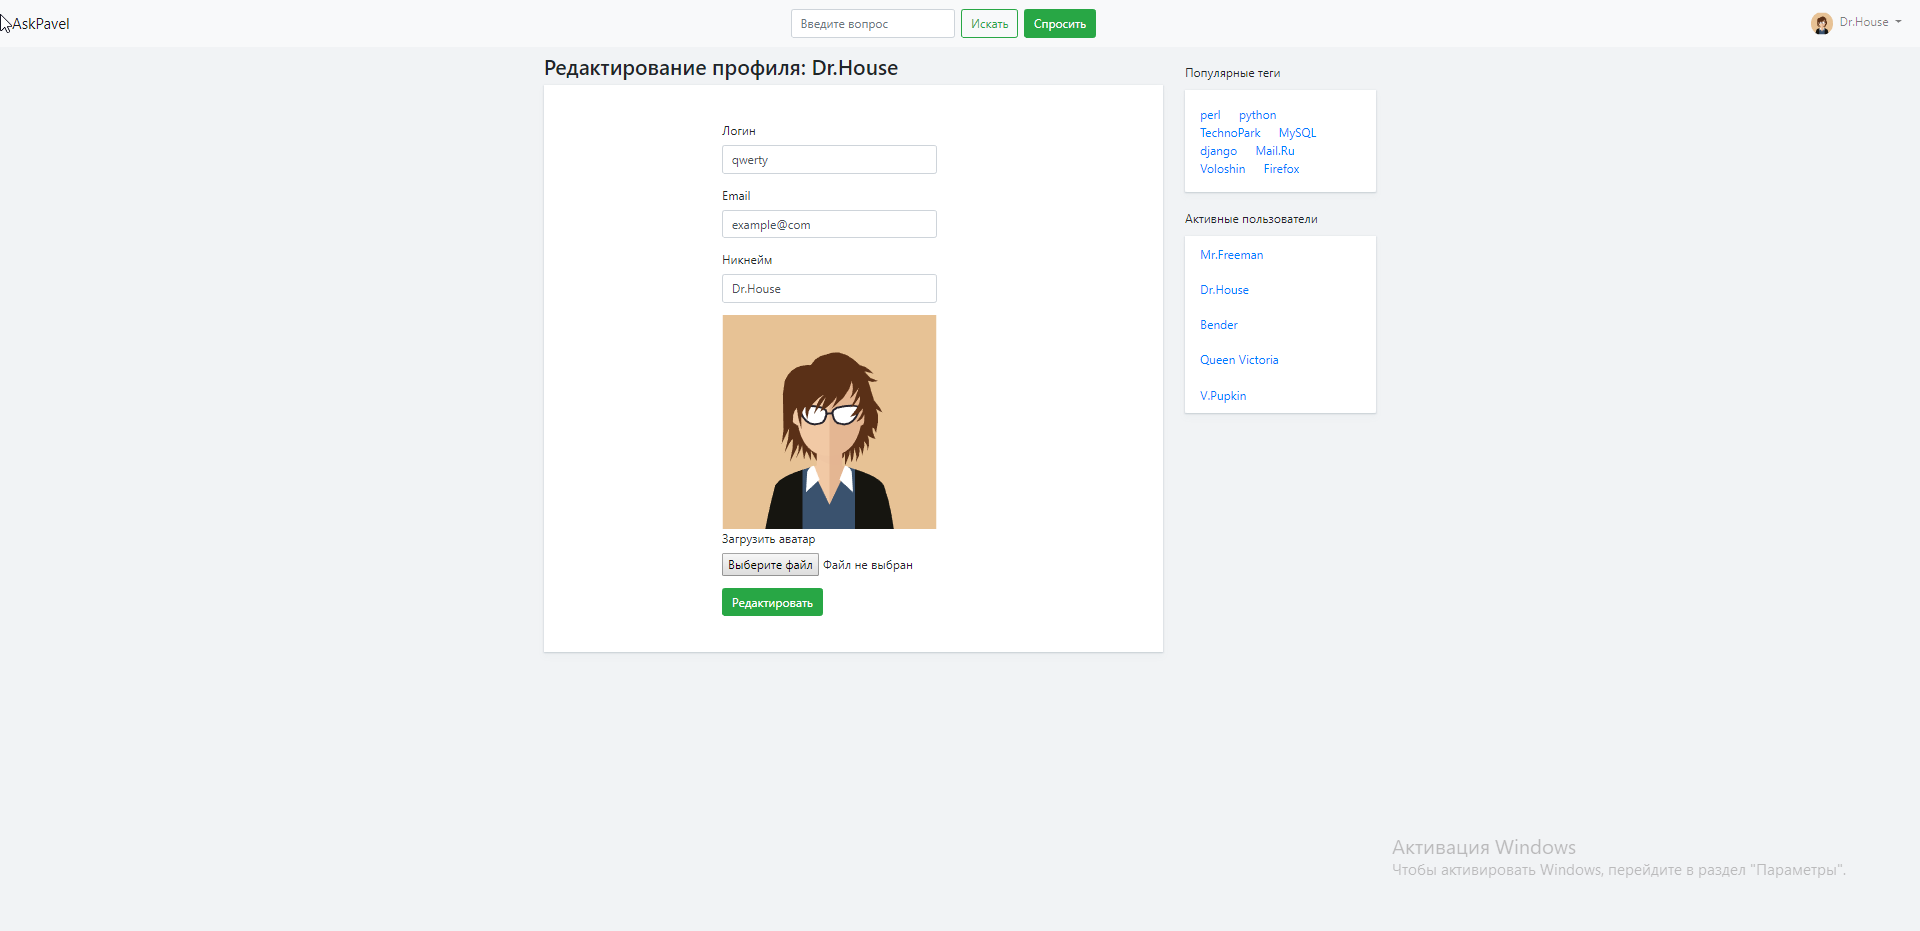 AskPavel
Введите вопрос
Искать
Спросить
Dr.House
Редактирование профиля: Dr.House
Логин
qwerty
Email
example@com
Никнейм
Dr.House
Загрузить аватар
Выберите файл Файл не выбран
Редактировать
Популярные теги
perl python
TechnoPark MySQL
django Mail.Ru
Voloshin Firefox
Активные пользователи
Mr.Freeman
Dr.House
Bender
Queen Victoria
V.Pupkin
Активация Windows
Чтобы активировать Windows, перейдите в раздел "Параметры".